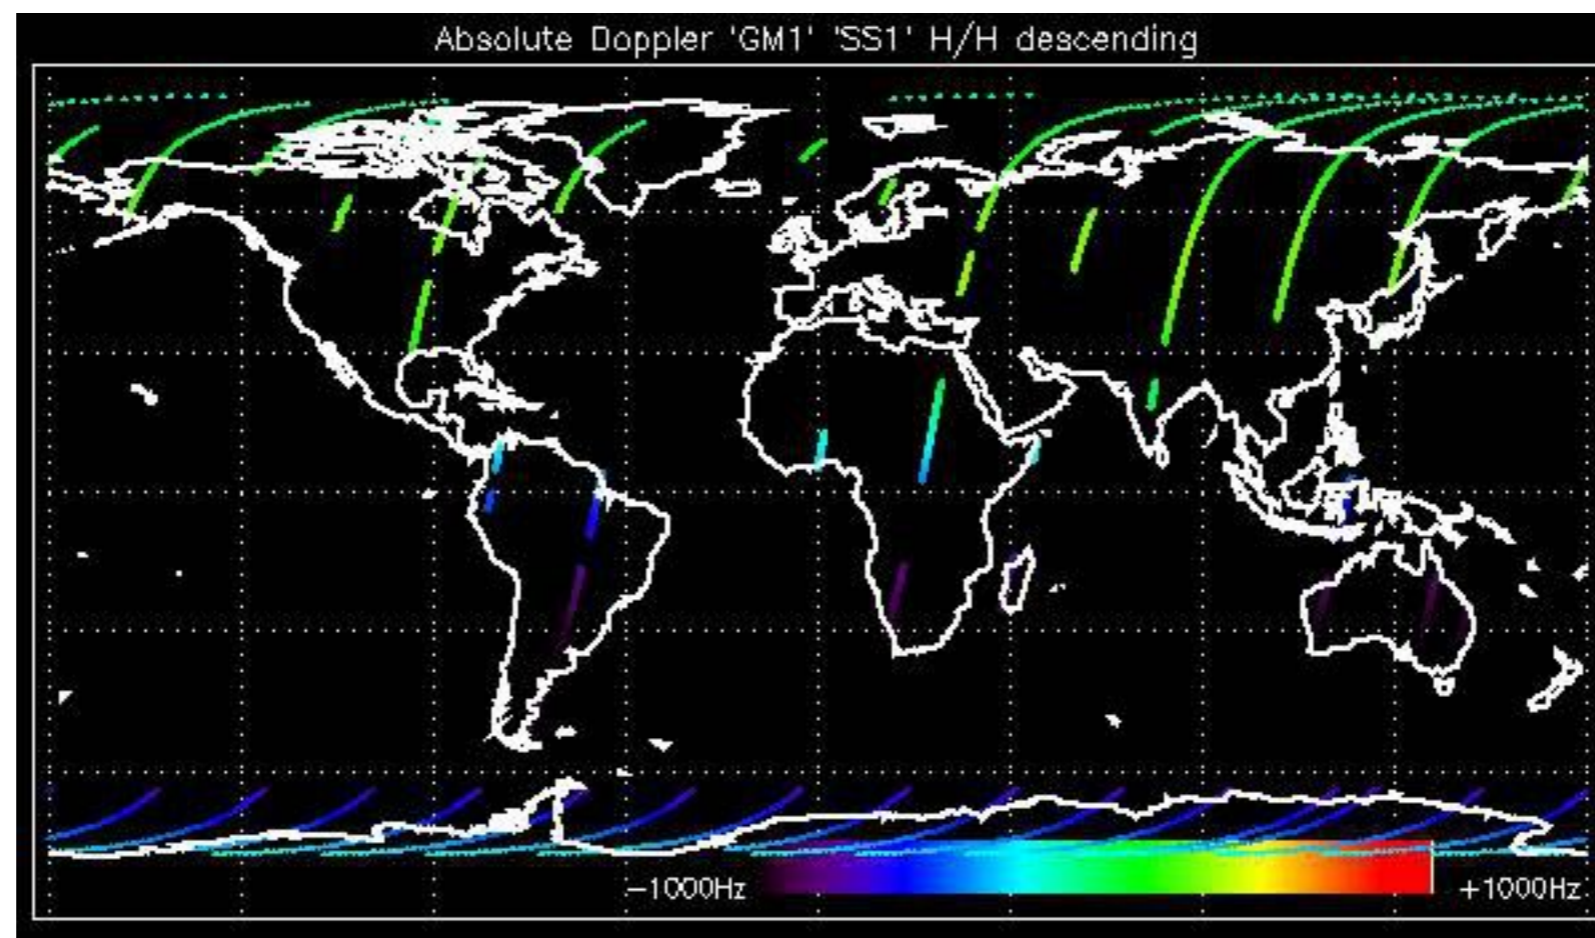 Absolute Doppler 'GM1' 'SS1' H/H descending
−1000Hz +1000Hz